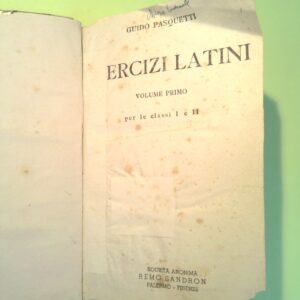 GUIDO PASQUETTI
ERCIZI LATINI
VOLUME PRIMO
per le classi I e II
SOCIETÀ ANONIMA
REMO SANDRON
PALERMO - FIRENZE